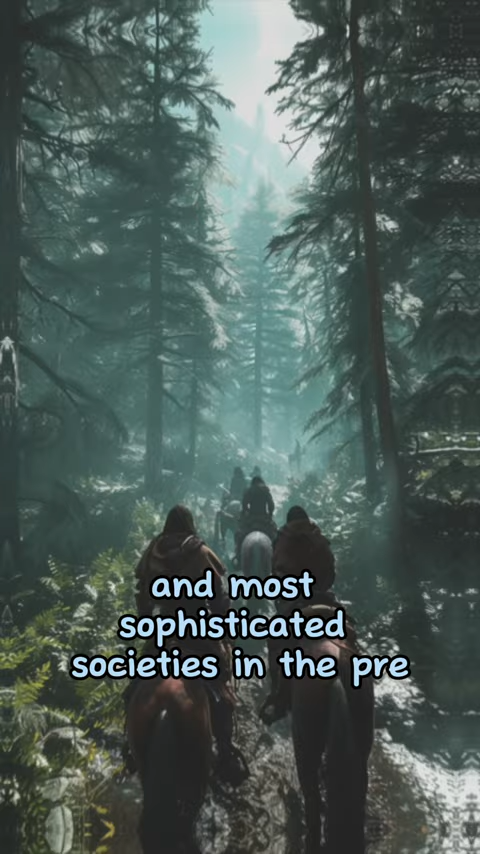 and most
sophisticated
societies in the pre